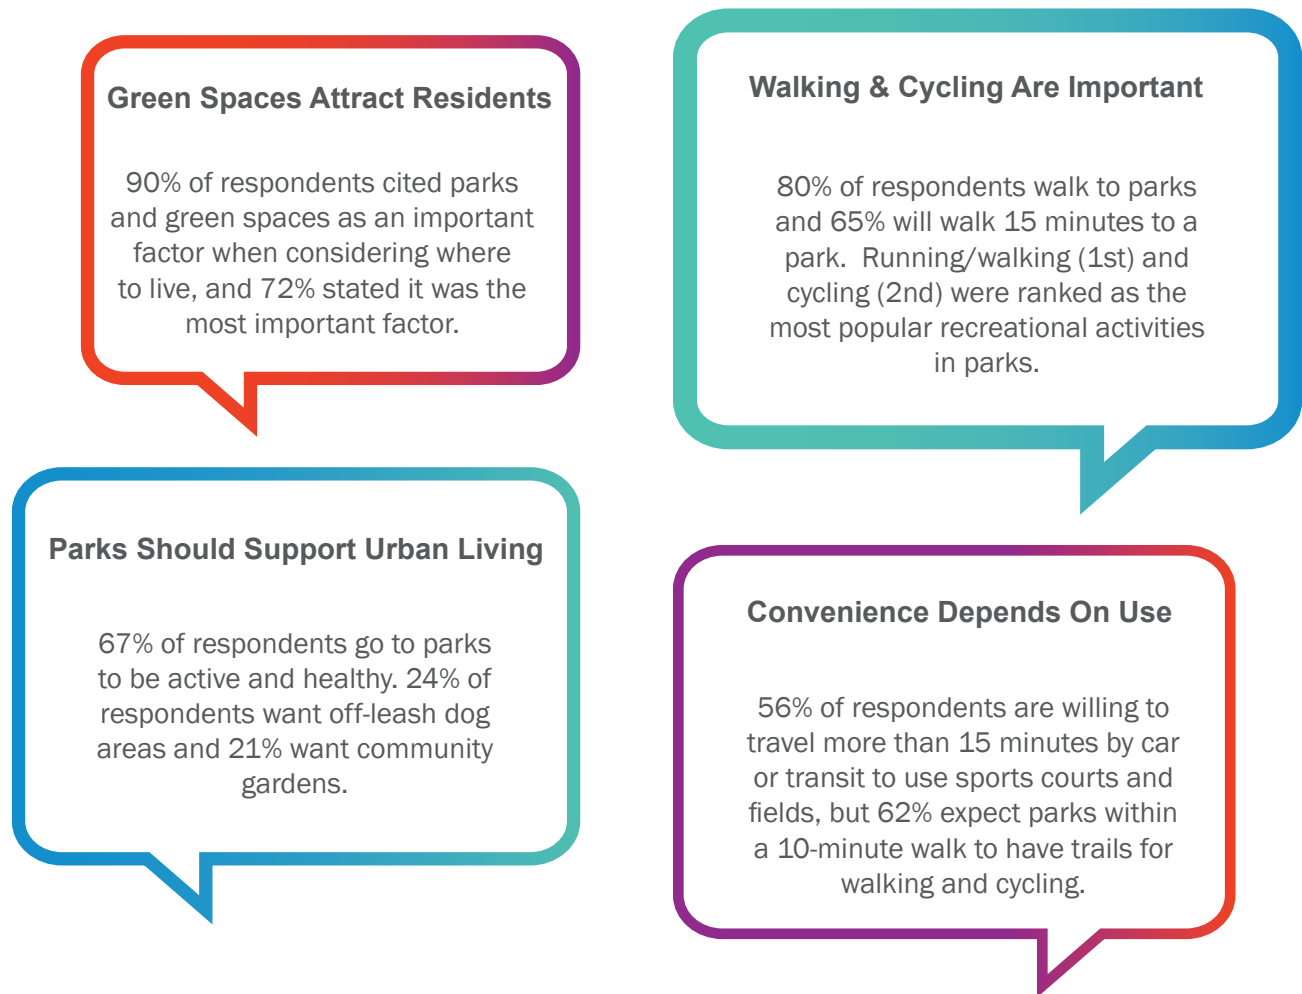 Green Spaces Attract Residents
90% of respondents cited parks
and green spaces as an important
factor when considering where
to live, and 72% stated it was the
most important factor.
Walking & Cycling Are Important
80% of respondents walk to parks
and 65% will walk 15 minutes to a
park.  Running/walking (1st) and
cycling (2nd) were ranked as the
most popular recreational activities
in parks.
Parks Should Support Urban Living
67% of respondents go to parks
to be active and healthy. 24% of
respondents want off-leash dog
areas and 21% want community
gardens.
Convenience Depends On Use
56% of respondents are willing to
travel more than 15 minutes by car
or transit to use sports courts and
fields, but 62% expect parks within
a 10-minute walk to have trails for
walking and cycling.